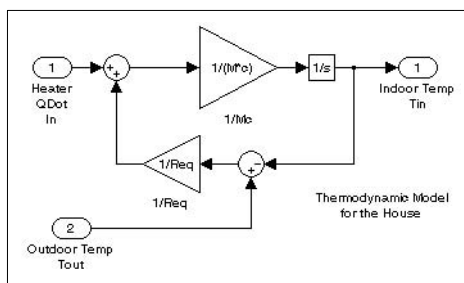 1
Heater
QDot
In
+
+
1/(M*c)
1/Mc
1/s
1
Indoor Temp
Tin
1/Req
1/Req
−
+
2
Outdoor Temp
Tout
Thermodynamic Model
for the House